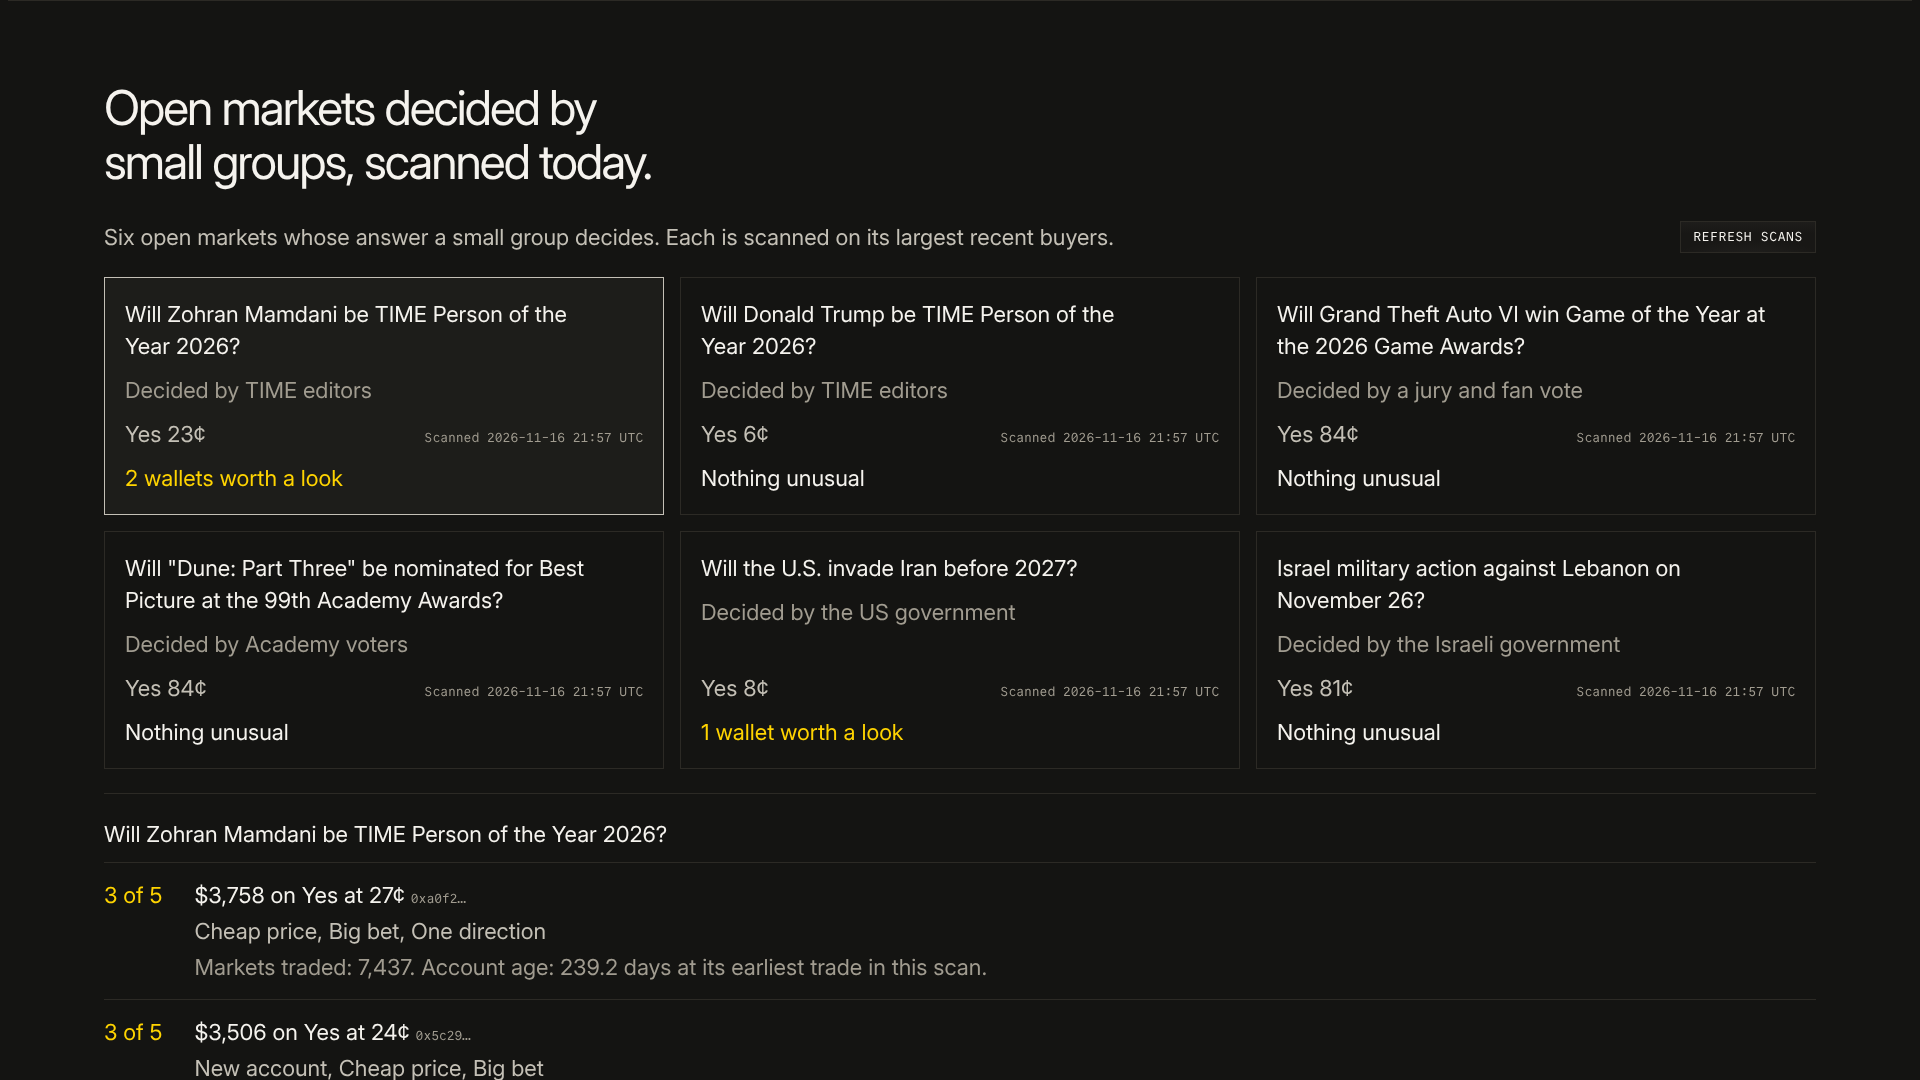 Open markets decided by
small groups, scanned today.
Six open markets whose answer a small group decides. Each is scanned on its largest recent buyers.
REFRESH SCANS
Will Zohran Mamdani be TIME Person of the
Year 2026?
Decided by TIME editors
Yes 23¢
Scanned 2026-11-16 21:57 UTC
2 wallets worth a look
Will Donald Trump be TIME Person of the
Year 2026?
Decided by TIME editors
Yes 6¢
Scanned 2026-11-16 21:57 UTC
Nothing unusual
Will Grand Theft Auto VI win Game of the Year at
the 2026 Game Awards?
Decided by a jury and fan vote
Yes 84¢
Scanned 2026-11-16 21:57 UTC
Nothing unusual
Will "Dune: Part Three" be nominated for Best
Picture at the 99th Academy Awards?
Decided by Academy voters
Yes 84¢
Scanned 2026-11-16 21:57 UTC
Nothing unusual
Will the U.S. invade Iran before 2027?
Decided by the US government
Yes 8¢
Scanned 2026-11-16 21:57 UTC
1 wallet worth a look
Israel military action against Lebanon on
November 26?
Decided by the Israeli government
Yes 81¢
Scanned 2026-11-16 21:57 UTC
Nothing unusual
Will Zohran Mamdani be TIME Person of the Year 2026?
3 of 5
$3,758 on Yes at 27¢ 0xa0f2…
Cheap price, Big bet, One direction
Markets traded: 7,437. Account age: 239.2 days at its earliest trade in this scan.
3 of 5
$3,506 on Yes at 24¢ 0x5c29…
New account, Cheap price, Big bet